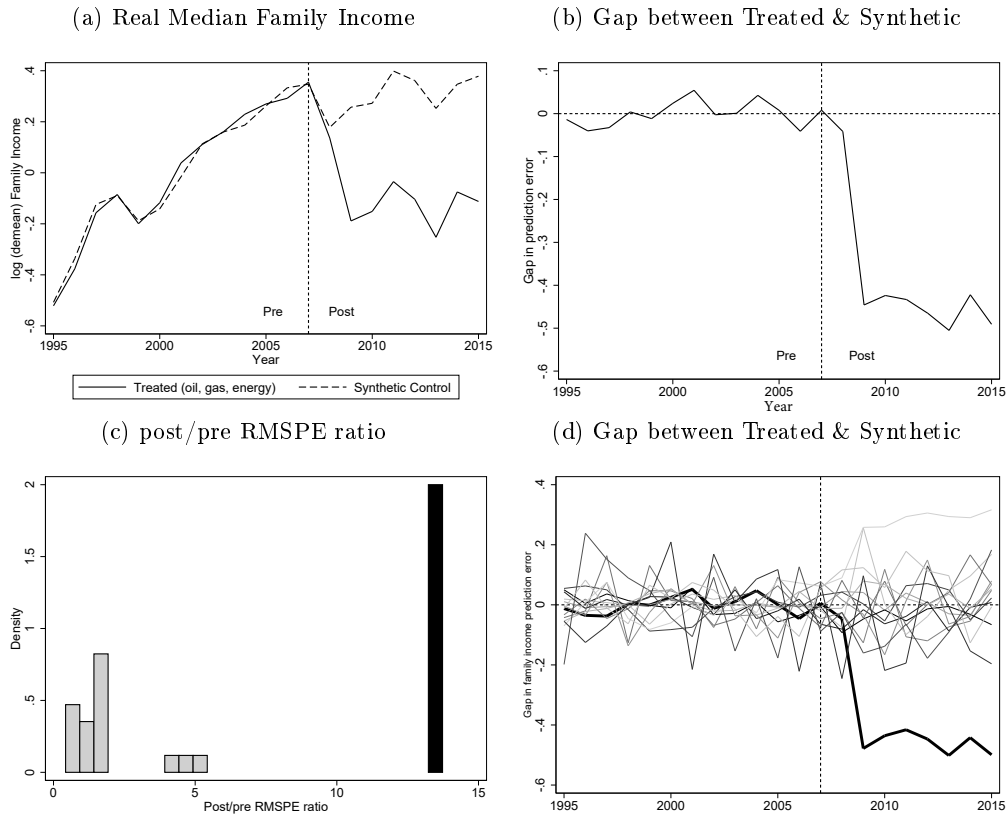 (a) Real Median Family Income
log (demean) Family Income
.4
.2
0
-.2
-.4
-.6
Pre
Post
1995
2000
2005
2010
2015
Year
Treated (oil, gas, energy)
Synthetic Control
(b) Gap between Treated & Synthetic
Gap in prediction error
.1
0
-.1
-.2
-.3
-.4
-.5
-.6
Pre
Post
1995
2000
2005
2010
2015
Year
(c) post/pre RMSPE ratio
Density
2
1.5
1
.5
0
0
5
10
15
Post/pre RMSPE ratio
(d) Gap between Treated & Synthetic
Gap in family income prediction error
.4
.2
0
-.2
-.4
-.6
1995
2000
2005
2010
2015